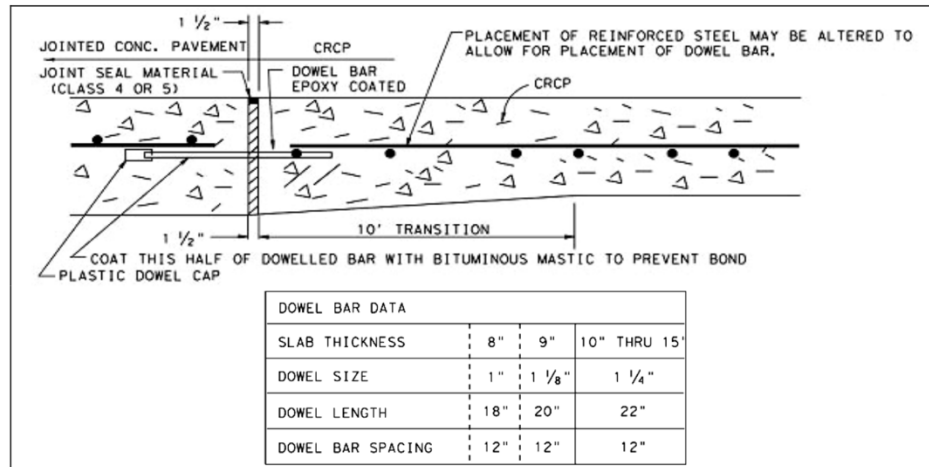 1 ½"
JOINTED CONC. PAVEMENT
CRCP
PLACEMENT OF REINFORCED STEEL MAY BE ALTERED TO
ALLOW FOR PLACEMENT OF DOWEL BAR.
JOINT SEAL MATERIAL
(CLASS 4 OR 5)
DOWEL BAR
EPOXY COATED
CRCP
1 ½"
10' TRANSITION
COAT THIS HALF OF DOWELLED BAR WITH BITUMINOUS MASTIC TO PREVENT BOND
PLASTIC DOWEL CAP
DOWEL BAR DATA
SLAB THICKNESS 8" 9" 10" THRU 15"
DOWEL SIZE 1" 1 ⅛" 1 ¼"
DOWEL LENGTH 18" 20" 22"
DOWEL BAR SPACING 12" 12" 12"